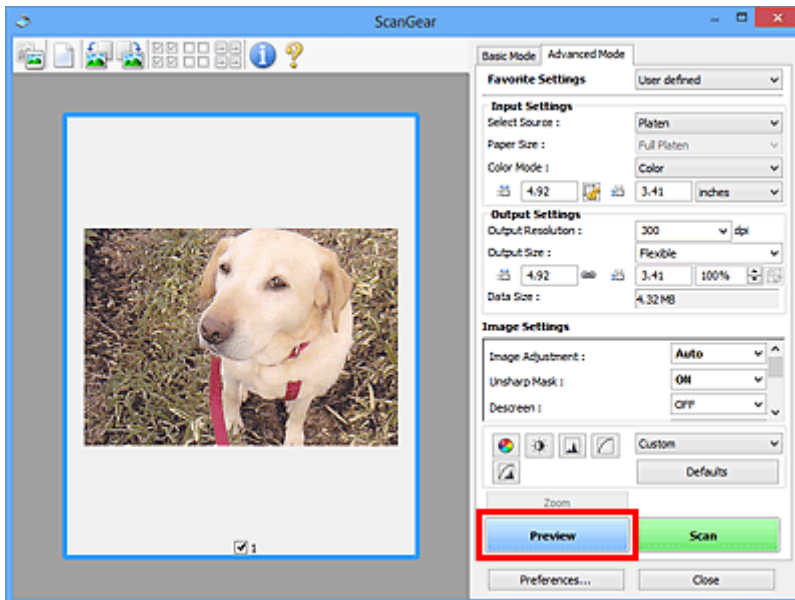 ScanGear
Basic Mode Advanced Mode
Favorite Settings User defined
Input Settings
Select Source : Platen
Paper Size : Full Platen
Color Mode : Color
4.92 3.41 inches
Output Settings
Output Resolution : 300 dpi
Output Size : Flexible
4.92 3.41 100%
Data Size : 4.32 MB
Image Settings
Image Adjustment : Auto
Unsharp Mask : ON
Descreen : OFF
Custom
Defaults
Zoom
Preview Scan
1
Preferences... Close